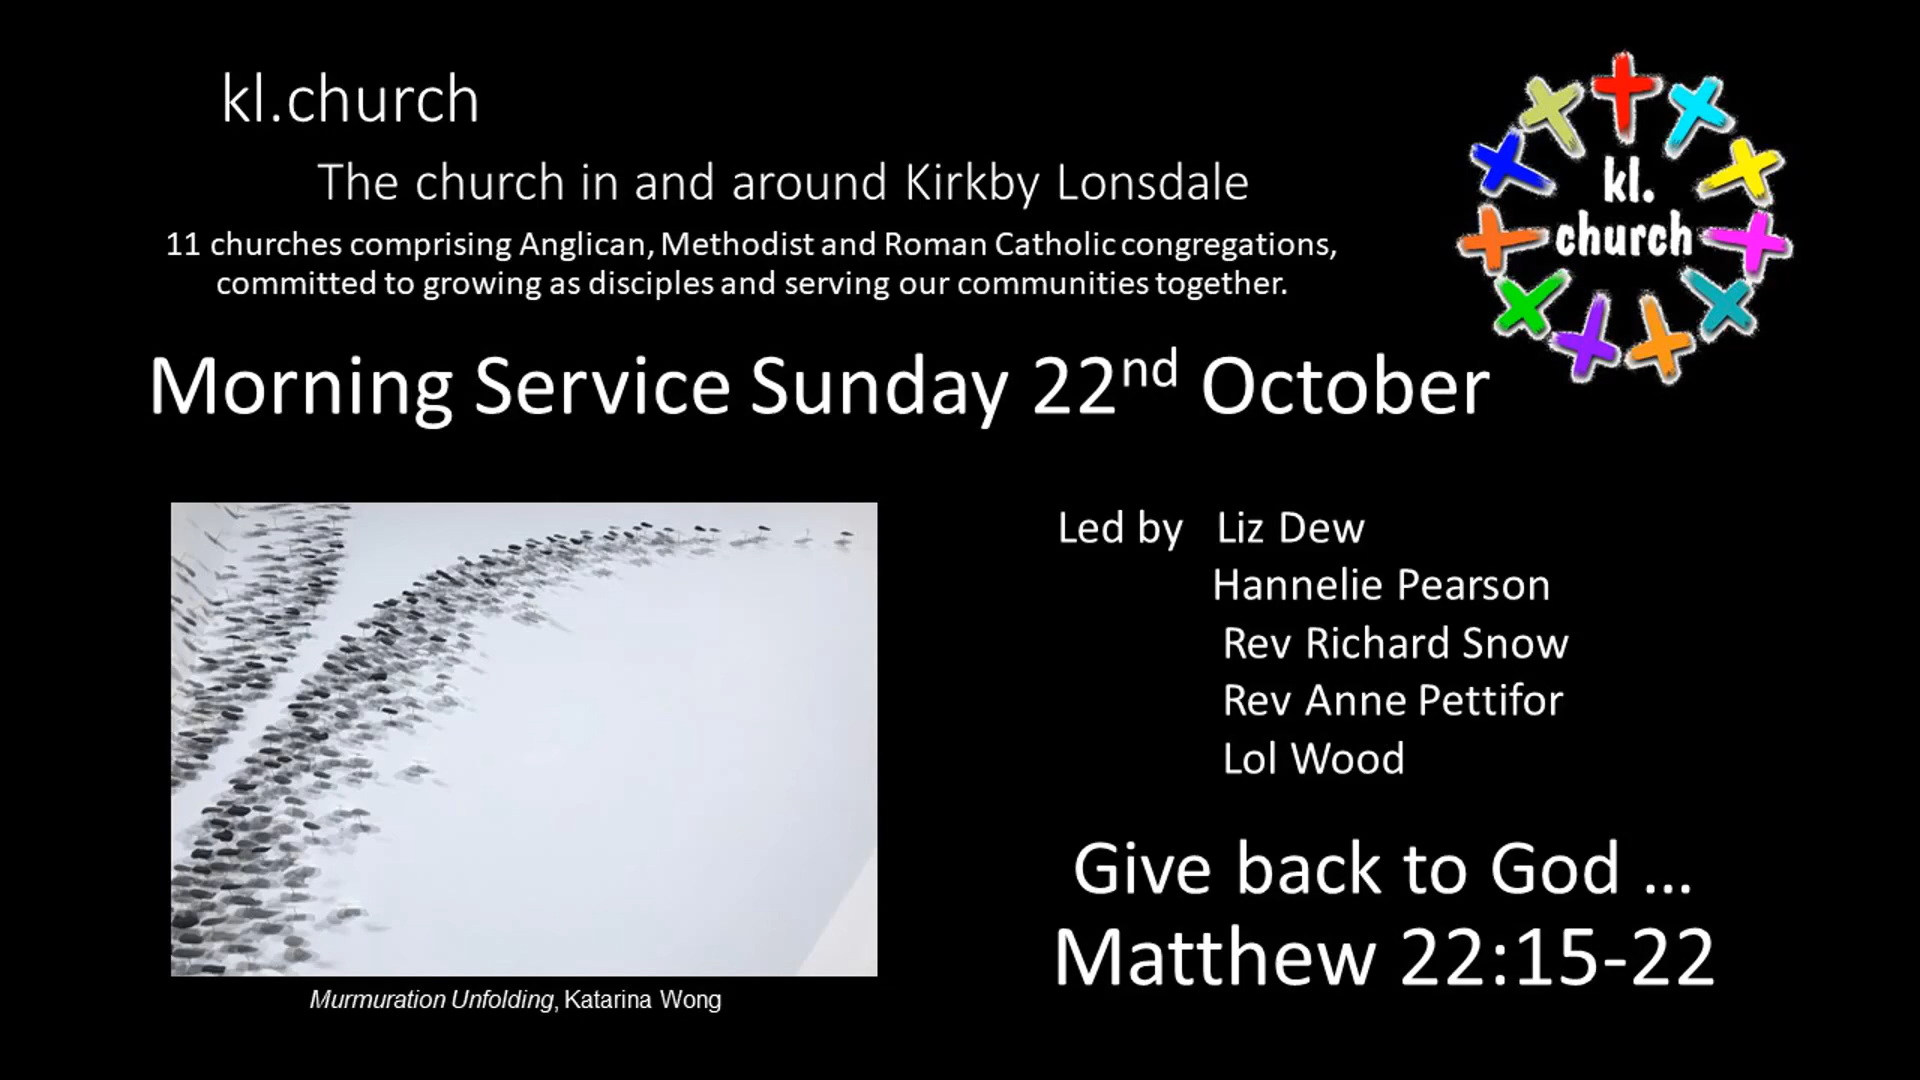 kl.church
The church in and around Kirkby Lonsdale
11 churches comprising Anglican, Methodist and Roman Catholic congregations,
committed to growing as disciples and serving our communities together.
kl.
church
Morning Service Sunday 22nd October
Led by Liz Dew
Hannelie Pearson
Rev Richard Snow
Rev Anne Pettifor
Lol Wood
Give back to God ...
Matthew 22:15-22
Murmuration Unfolding, Katarina Wong